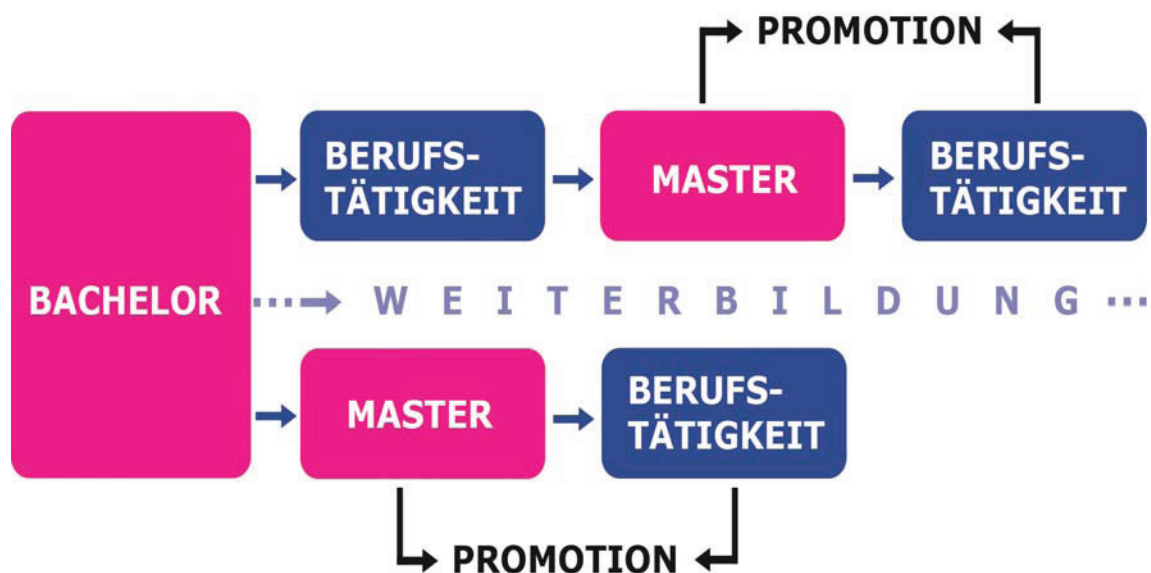 PROMOTION
BERUFS-
TÄTIGKEIT
MASTER
BERUFS-
TÄTIGKEIT
BACHELOR
WEITERBILDUNG
MASTER
BERUFS-
TÄTIGKEIT
PROMOTION